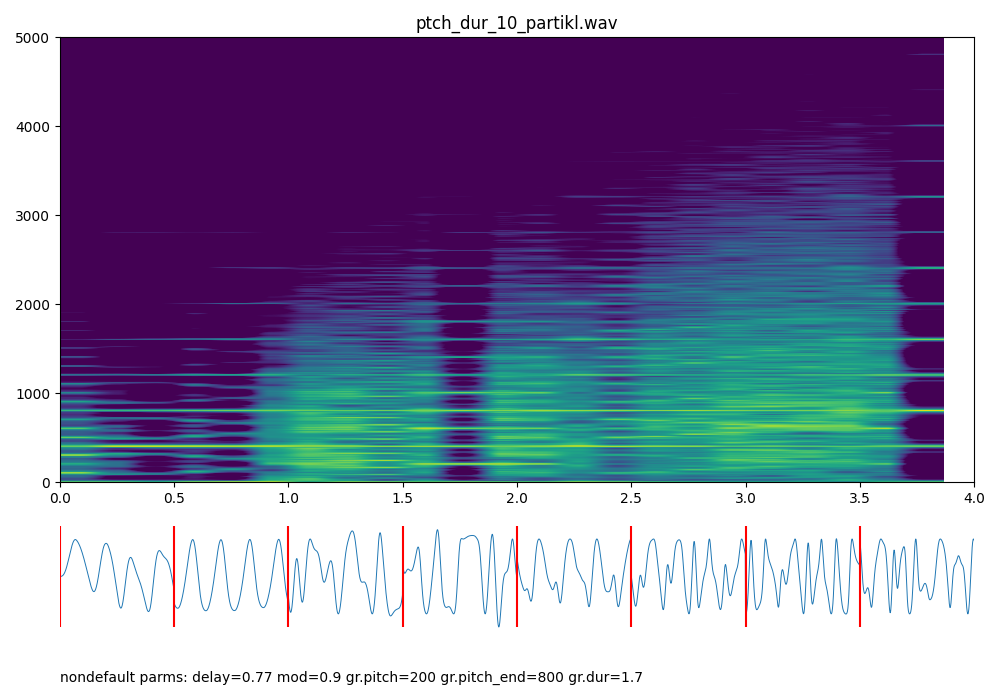 ptch_dur_10_partikl.wav
5000
4000
3000
2000
1000
0
0.0 0.5 1.0 1.5 2.0 2.5 3.0 3.5 4.0
nondefault parms: delay=0.77 mod=0.9 gr.pitch=200 gr.pitch_end=800 gr.dur=1.7